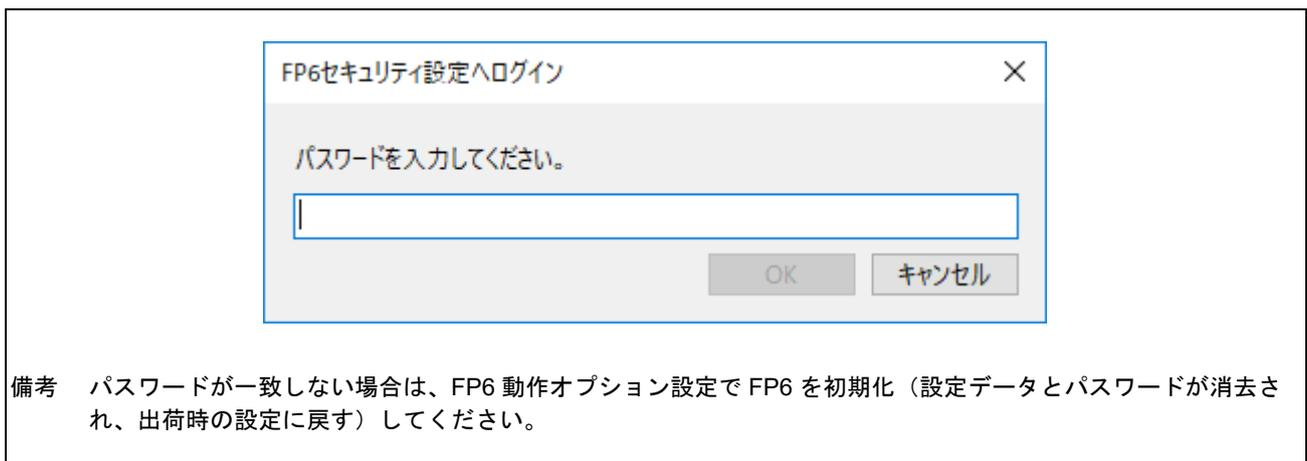 FP6セキュリティ設定へログイン
パスワードを入力してください。
OK
キャンセル
備考 パスワードが一致しない場合は、FP6 動作オプション設定で FP6 を初期化（設定データとパスワードが消去さ
れ、出荷時の設定に戻す）してください。